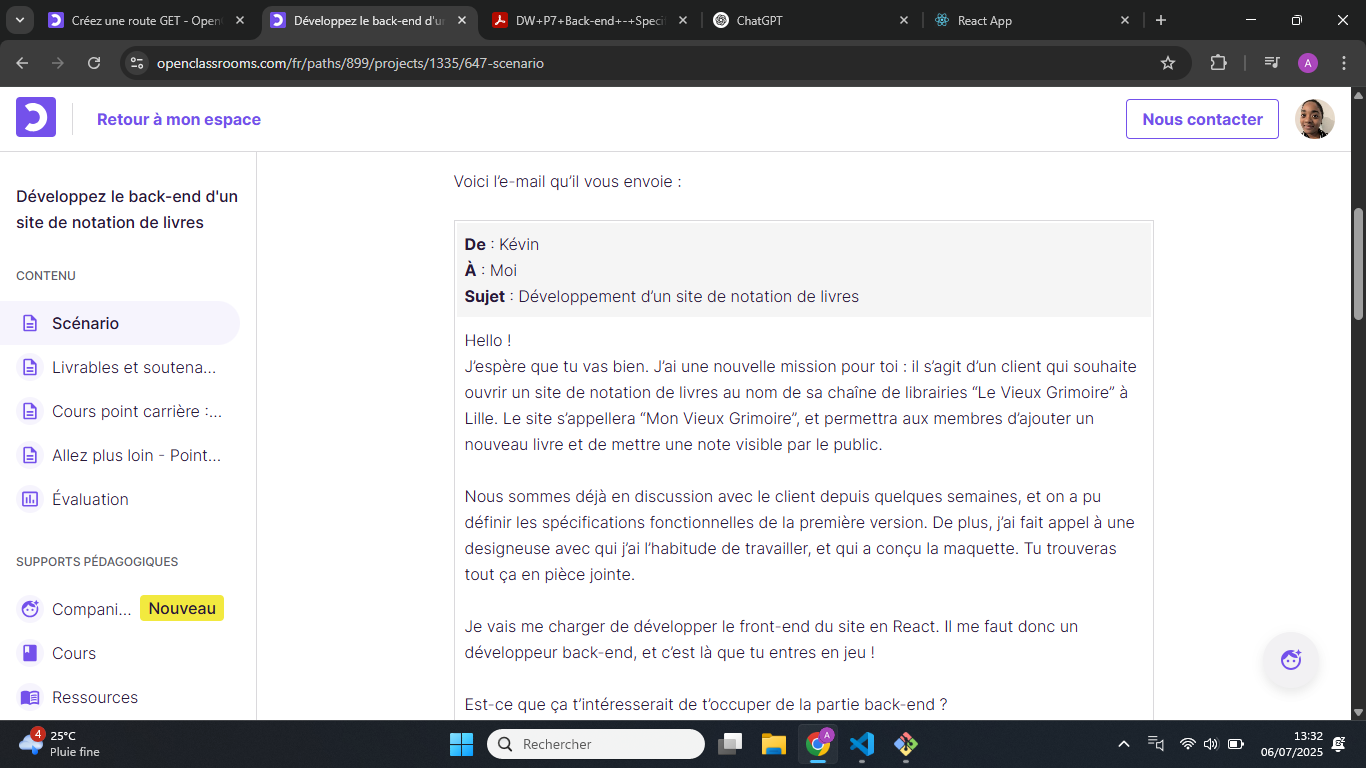 Créez une route GET - Open
Développez le back-end d'un
DW+P7+Back-end+-+Speci
ChatGPT
React App
openclassrooms.com/fr/paths/899/projects/1335/647-scenario
A
Retour à mon espace
Nous contacter
Développez le back-end d'un
site de notation de livres
CONTENU
Scénario
Livrables et soutena...
Cours point carrière :...
Allez plus loin - Point...
Évaluation
SUPPORTS PÉDAGOGIQUES
Compani... Nouveau
Cours
Ressources
Voici l’e-mail qu’il vous envoie :
De : Kévin
À : Moi
Sujet : Développement d’un site de notation de livres
Hello !
J’espère que tu vas bien. J’ai une nouvelle mission pour toi : il s’agit d’un client qui souhaite
ouvrir un site de notation de livres au nom de sa chaîne de librairies “Le Vieux Grimoire” à
Lille. Le site s’appellera “Mon Vieux Grimoire”, et permettra aux membres d’ajouter un
nouveau livre et de mettre une note visible par le public.
Nous sommes déjà en discussion avec le client depuis quelques semaines, et on a pu
définir les spécifications fonctionnelles de la première version. De plus, j’ai fait appel à une
designeuse avec qui j’ai l’habitude de travailler, et qui a conçu la maquette. Tu trouveras
tout ça en pièce jointe.
Je vais me charger de développer le front-end du site en React. Il me faut donc un
développeur back-end, et c’est là que tu entres en jeu !
Est-ce que ça t’intéresserait de t’occuper de la partie back-end ?
4
25°C
Pluie fine
Rechercher
A
13:32
06/07/2025